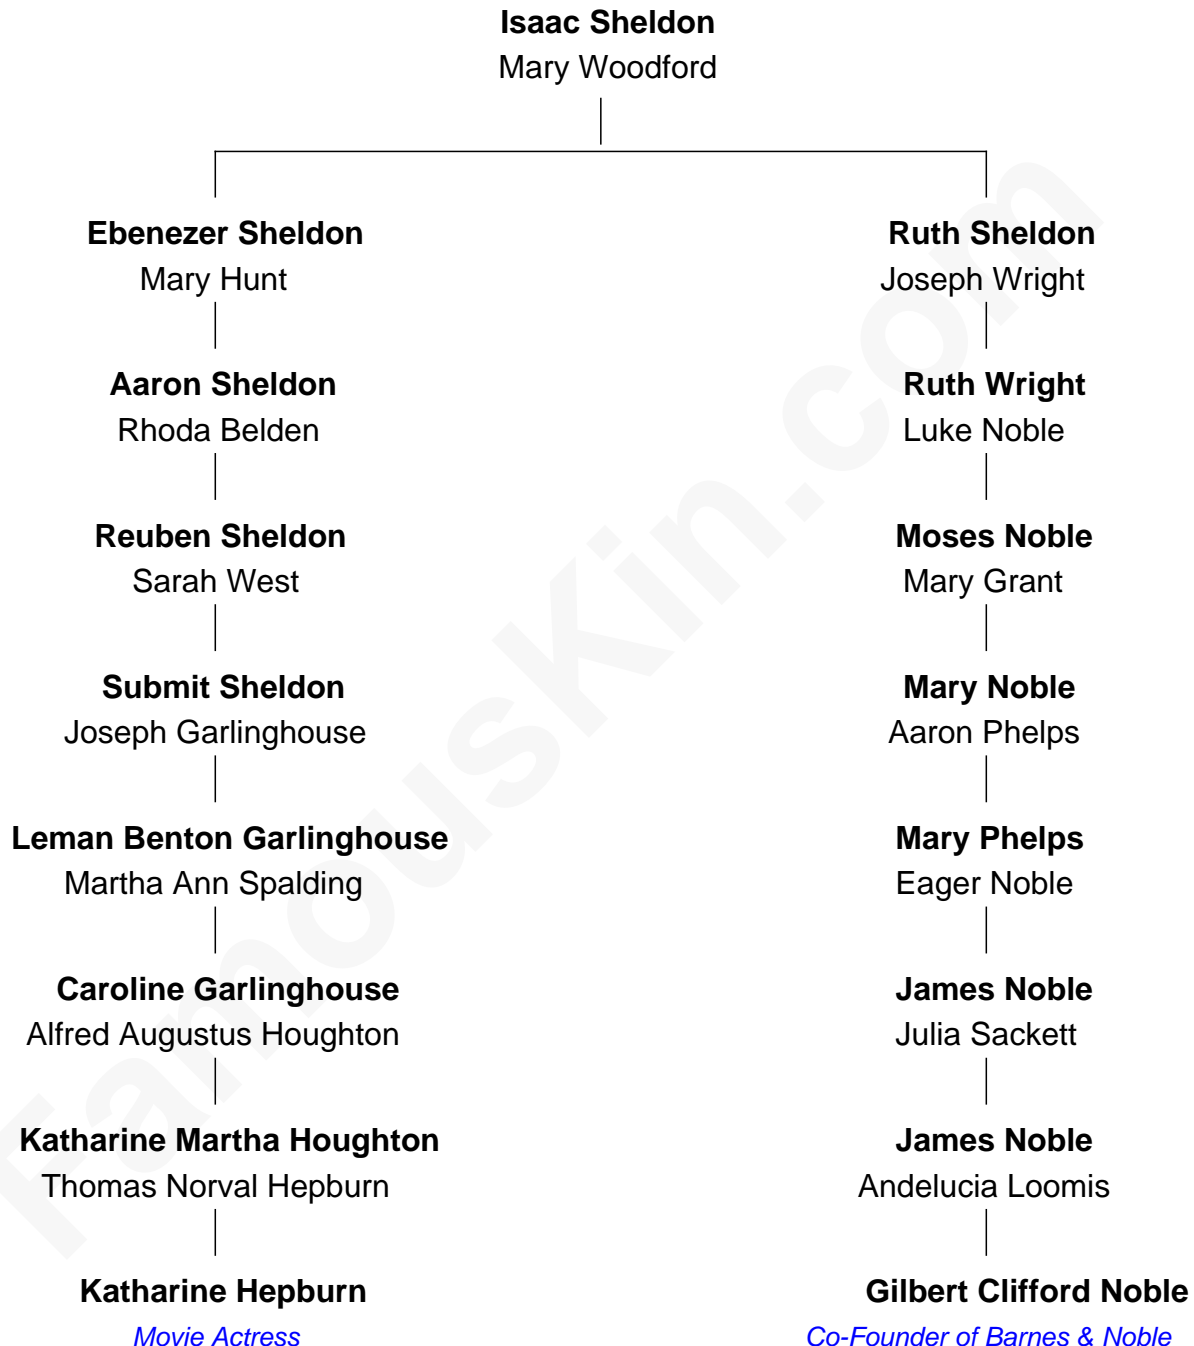 Isaac Sheldon
Mary Woodford
Ebenezer Sheldon
Mary Hunt
Ruth Sheldon
Joseph Wright
Aaron Sheldon
Rhoda Belden
Ruth Wright
Luke Noble
Reuben Sheldon
Sarah West
Moses Noble
Mary Grant
Submit Sheldon
Joseph Garlinghouse
Mary Noble
Aaron Phelps
Leman Benton Garlinghouse
Martha Ann Spalding
Mary Phelps
Eager Noble
Caroline Garlinghouse
Alfred Augustus Houghton
James Noble
Julia Sackett
Katharine Martha Houghton
Thomas Norval Hepburn
James Noble
Andelucia Loomis
Katharine Hepburn
Movie Actress
Gilbert Clifford Noble
Co-Founder of Barnes & Noble
FamousKin.com